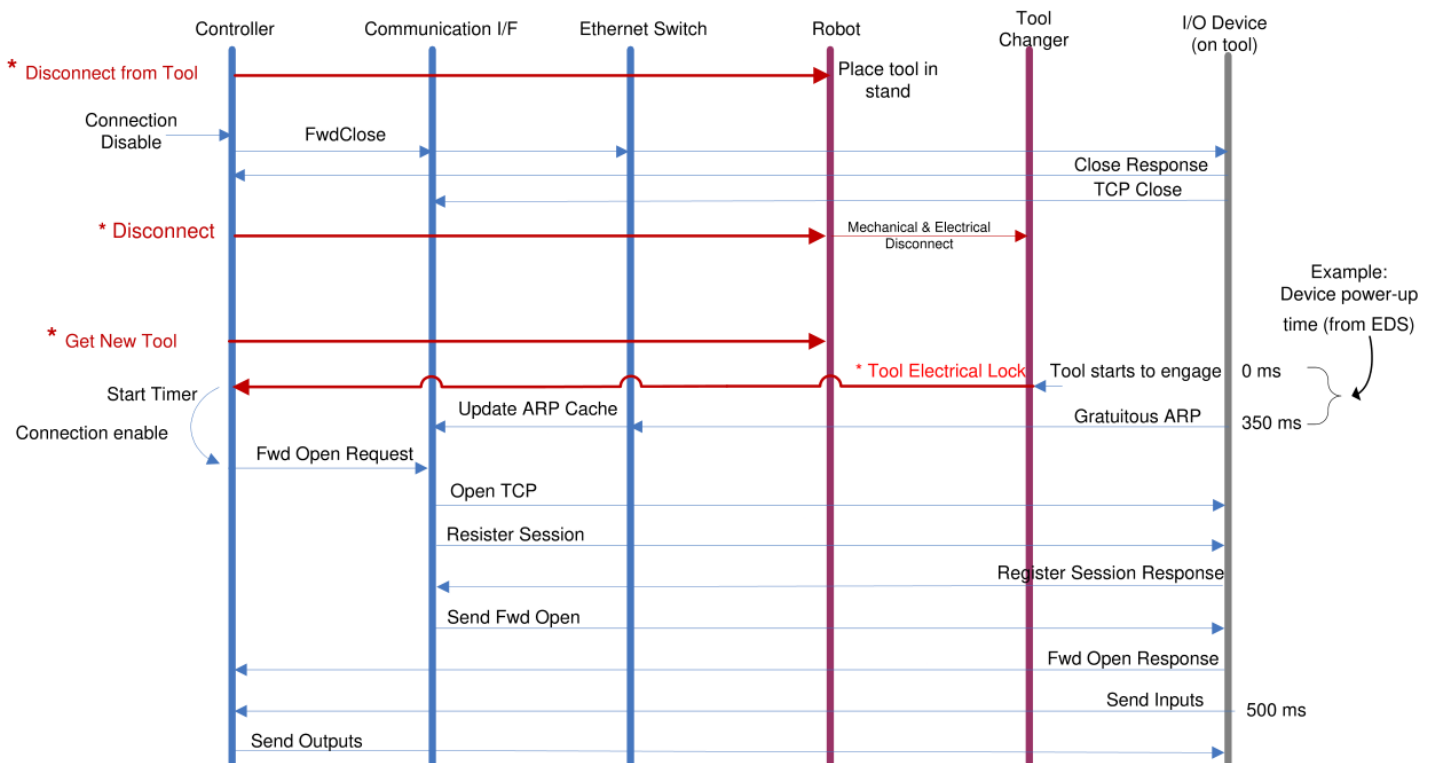 Controller
Communication I/F
Ethernet Switch
Robot
Tool
Changer
I/O Device
(on tool)
* Disconnect from Tool
Place tool in
stand
Connection
Disable
FwdClose
Close Response
TCP Close
* Disconnect
Mechanical & Electrical
Disconnect
Example:
Device power-up
time (from EDS)
* Get New Tool
* Tool Electrical Lock
Tool starts to engage
0 ms
Start Timer
Update ARP Cache
Gratuitous ARP
350 ms
Connection enable
Fwd Open Request
Open TCP
Resister Session
Register Session Response
Send Fwd Open
Fwd Open Response
Send Inputs
500 ms
Send Outputs